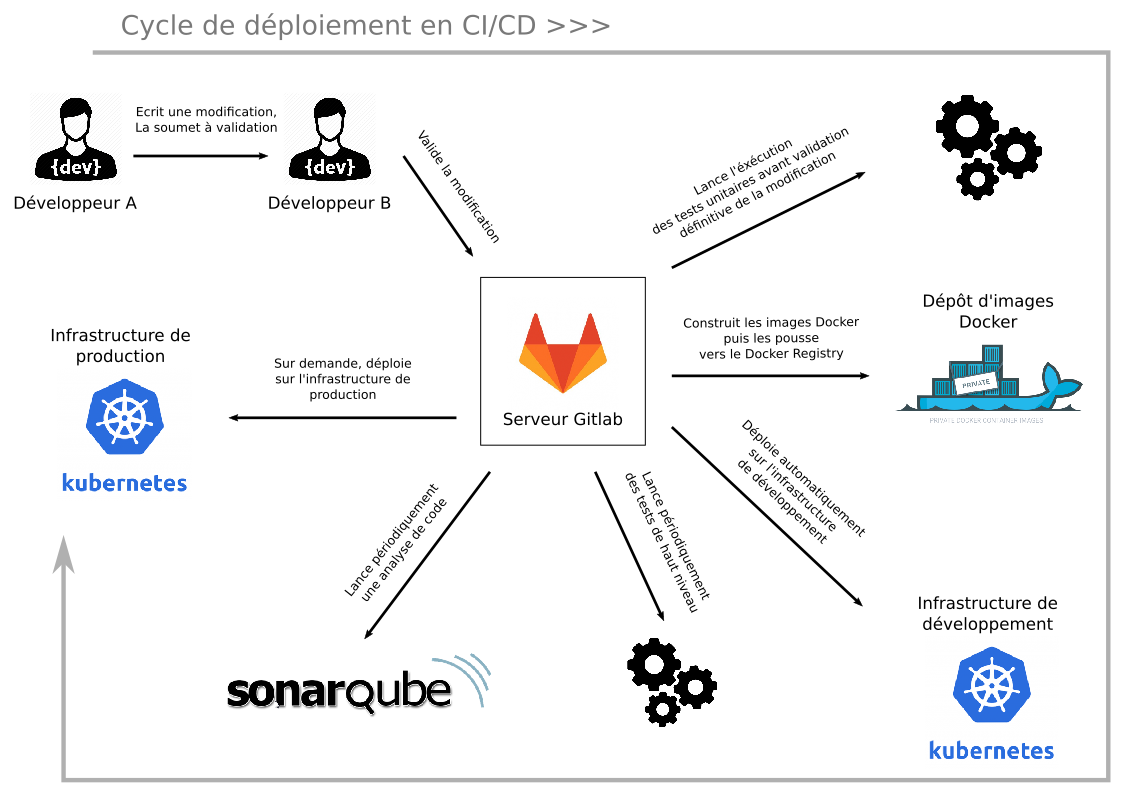 Cycle de déploiement en CI/CD >>>
Ecrit une modification,
La soumet à validation
{dev}
{dev}
Développeur A
Développeur B
Valide la modification
Lance l'éxécution
des tests unitaires avant validation
définitive de la modification
Dépôt d'images
Docker
Construit les images Docker
puis les pousse
vers le Docker Registry
PRIVATE
PRIVATE DOCKER CONTAINER IMAGES
Serveur Gitlab
Infrastructure de
production
Sur demande, déploie
sur l'infrastructure de
production
kubernetes
Déploie automatiquement
sur l'infrastructure
de développement
Lance périodiquement
une analyse de code
Lance périodiquement
des tests de haut niveau
Infrastructure de
développement
sonarqube
kubernetes